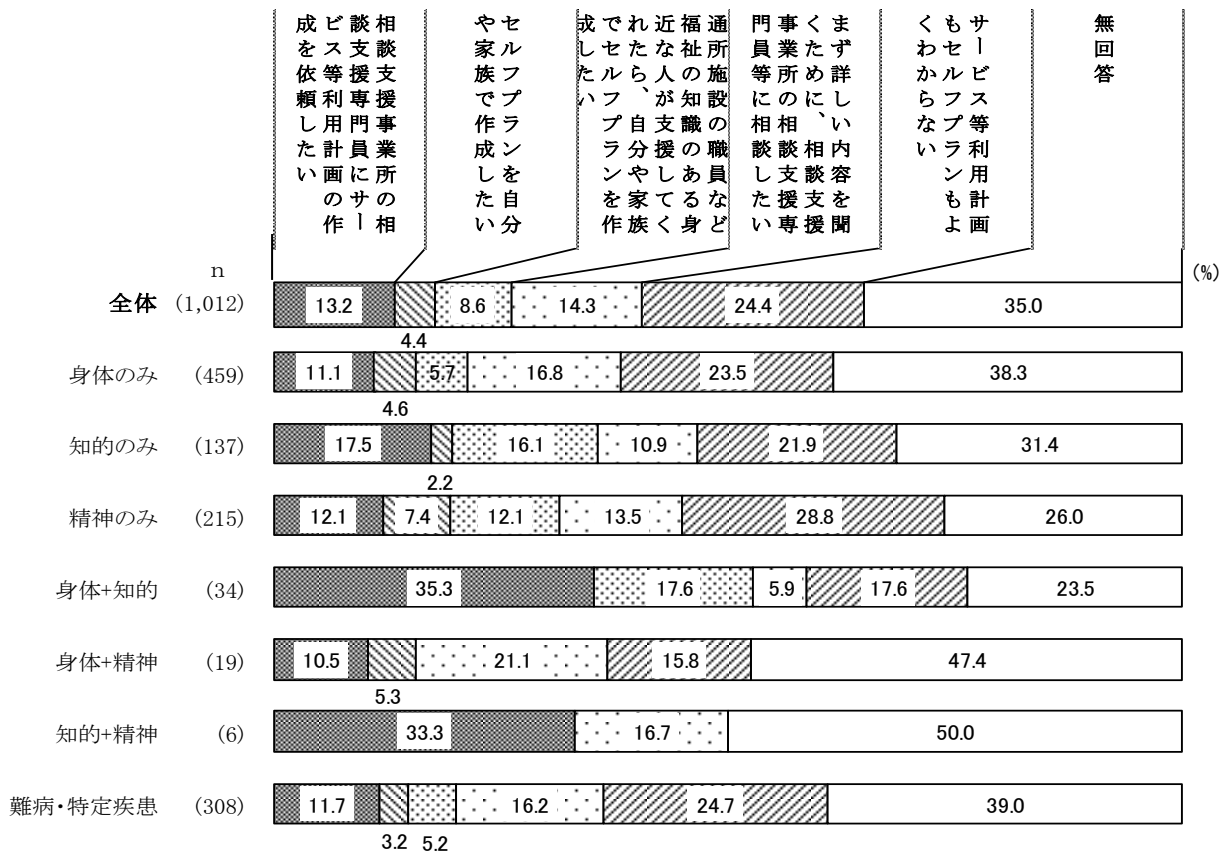 相談支援事業所の相
談支援専門員にサー
ビス等利用計画の作
成を依頼したい
セルフプランを自分
や家族で作成したい
通所施設の職員など
福祉の知識のある身
近な人が支援してく
れたら、自分や家族
でセルフプランを作
成したい
まず詳しい内容を聞
くために、相談支援
事業所の相談支援専
門員等に相談したい
サービス等利用計画
もセルフプランもよ
くわからない
無回答
n
(%)
全体 (1,012) 13.2 4.4 8.6 14.3 24.4 35.0
身体のみ (459) 11.1 4.6 5.7 16.8 23.5 38.3
知的のみ (137) 17.5 2.2 16.1 10.9 21.9 31.4
精神のみ (215) 12.1 7.4 12.1 13.5 28.8 26.0
身体+知的 (34) 35.3 17.6 5.9 17.6 23.5
身体+精神 (19) 10.5 5.3 21.1 15.8 47.4
知的+精神 (6) 33.3 16.7 50.0
難病・特定疾患 (308) 11.7 3.2 5.2 16.2 24.7 39.0